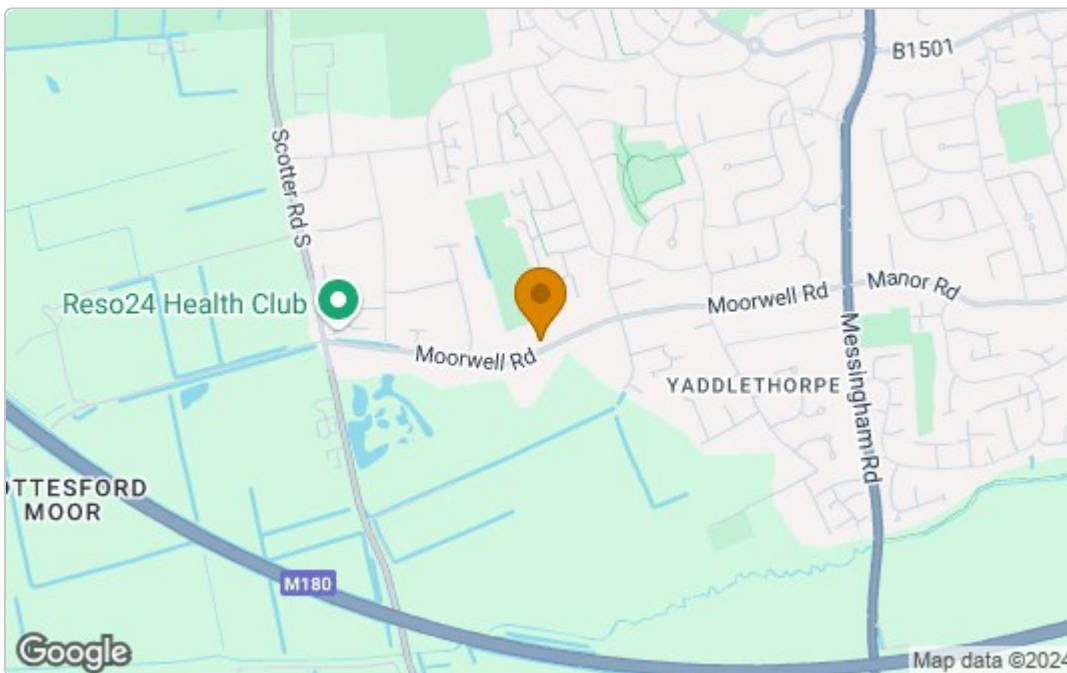 B1501
Scotter Rd S
Reso24 Health Club
Moorwell Rd
Manor Rd
Moorwell Rd
YADDLETHORPE
Messingham Rd
OTTESFORD
MOOR
M180
Google
Map data ©2024